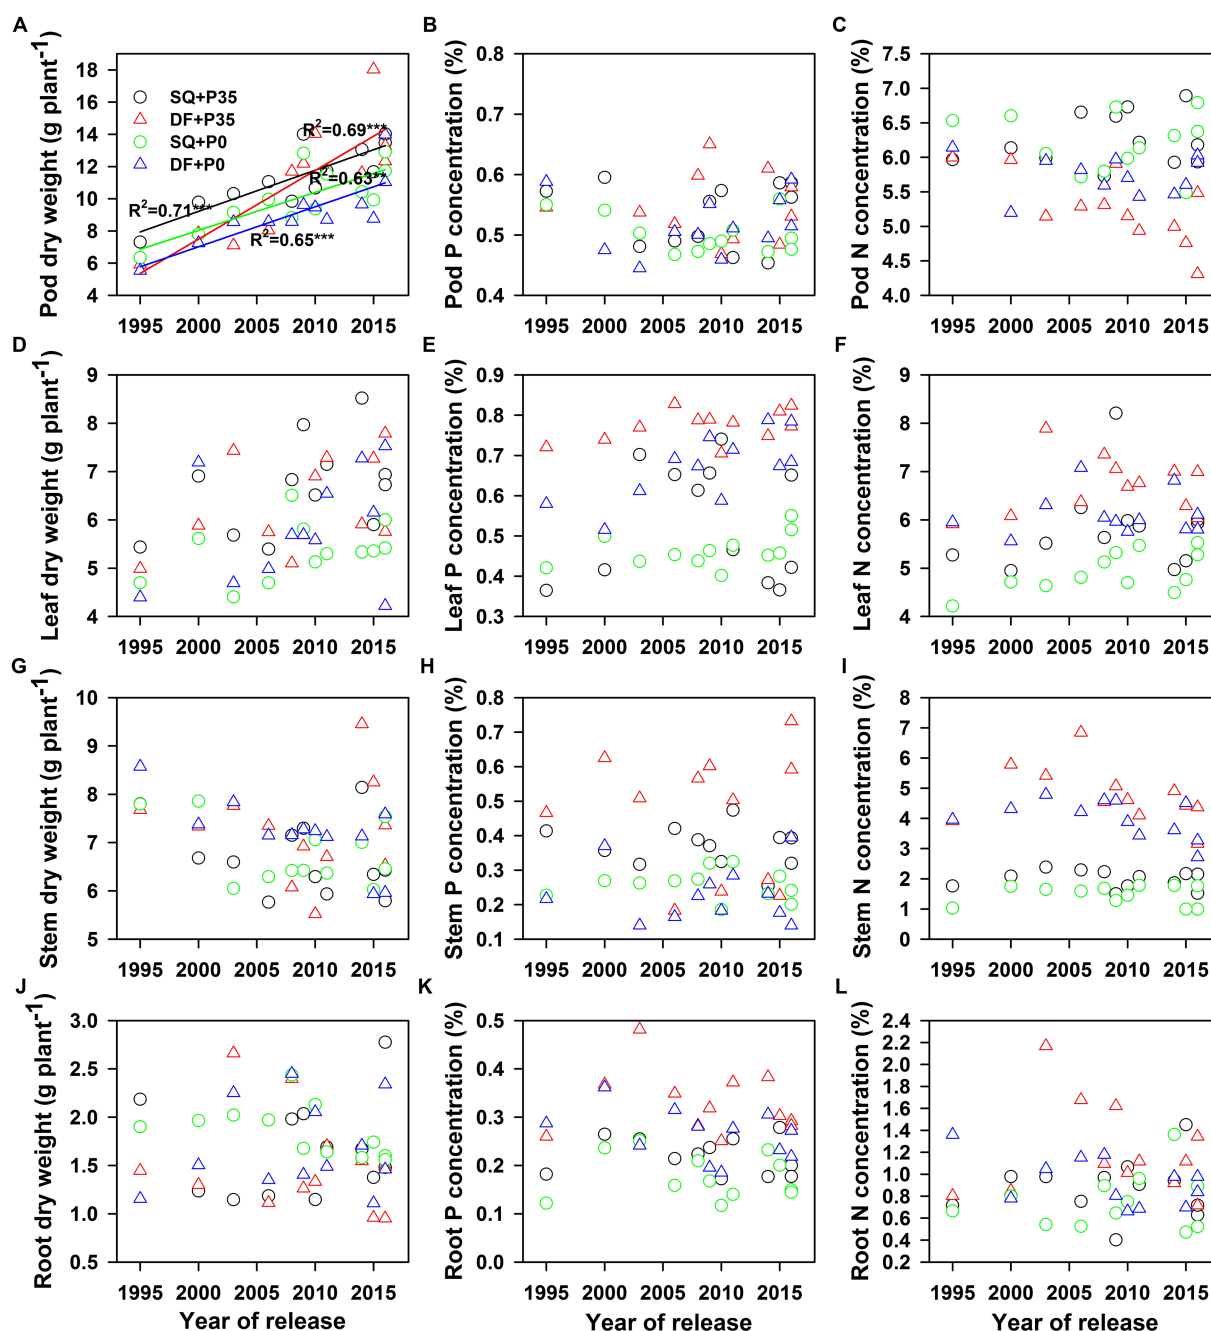 A
Pod dry weight (g plant⁻¹)
18
16
14
12
10
8
6
4
SQ+P35
DF+P35
SQ+P0
DF+P0
R²=0.69***
R²=0.63**
R²=0.71***
R²=0.65***
1995 2000 2005 2010 2015
B
Pod P concentration (%)
0.8
0.7
0.6
0.5
0.4
1995 2000 2005 2010 2015
C
Pod N concentration (%)
7.5
7.0
6.5
6.0
5.5
5.0
4.5
4.0
1995 2000 2005 2010 2015
D
Leaf dry weight (g plant⁻¹)
9
8
7
6
5
4
1995 2000 2005 2010 2015
E
Leaf P concentration (%)
0.9
0.8
0.7
0.6
0.5
0.4
0.3
1995 2000 2005 2010 2015
F
Leaf N concentration (%)
9
8
7
6
5
4
1995 2000 2005 2010 2015
G
Stem dry weight (g plant⁻¹)
10
9
8
7
6
5
1995 2000 2005 2010 2015
H
Stem P concentration (%)
0.8
0.7
0.6
0.5
0.4
0.3
0.2
0.1
1995 2000 2005 2010 2015
I
Stem N concentration (%)
8
7
6
5
4
3
2
1
0
1995 2000 2005 2010 2015
J
Root dry weight (g plant⁻¹)
3.0
2.5
2.0
1.5
1.0
0.5
1995 2000 2005 2010 2015
Year of release
K
Root P concentration (%)
0.5
0.4
0.3
0.2
0.1
0.0
1995 2000 2005 2010 2015
Year of release
L
Root N concentration (%)
2.4
2.2
2.0
1.8
1.6
1.4
1.2
1.0
0.8
0.6
0.4
0.2
1995 2000 2005 2010 2015
Year of release